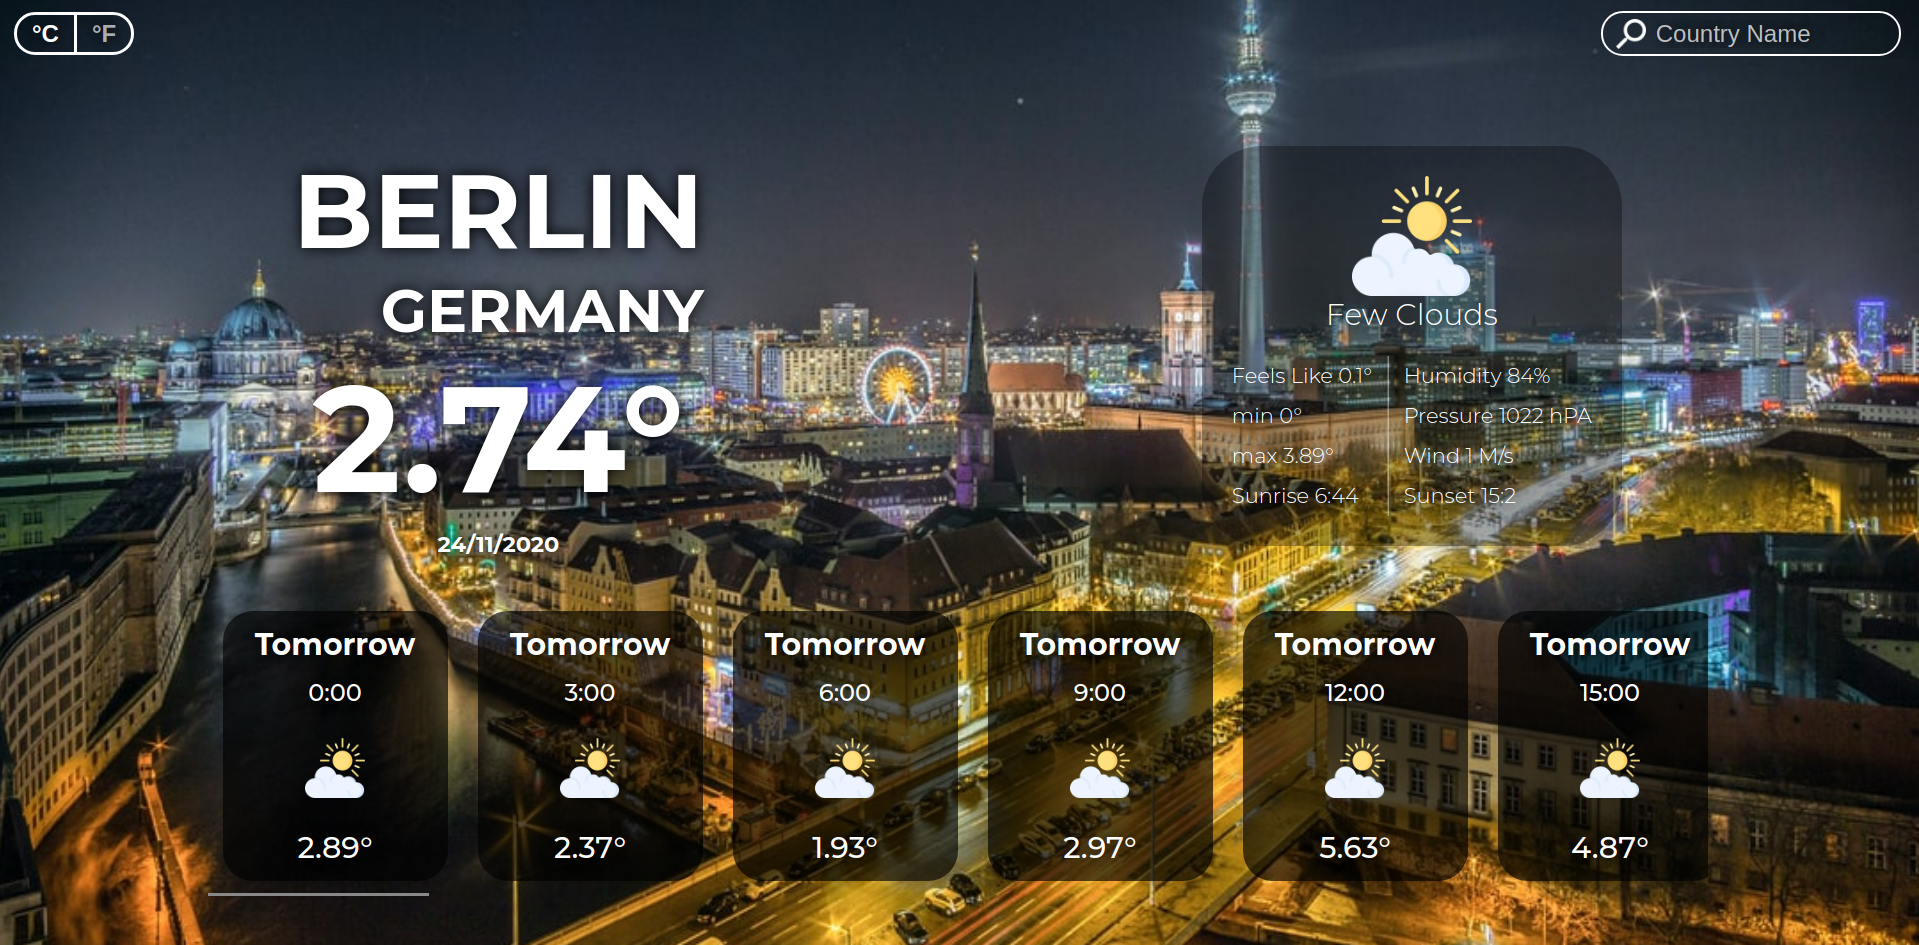 °C °F
Country Name
BERLIN
GERMANY
2.74°
24/11/2020
Few Clouds
Feels Like 0.1°
min 0°
max 3.89°
Sunrise 6:44
Humidity 84%
Pressure 1022 hPA
Wind 1 M/s
Sunset 15:2
Tomorrow
0:00
2.89°
Tomorrow
3:00
2.37°
Tomorrow
6:00
1.93°
Tomorrow
9:00
2.97°
Tomorrow
12:00
5.63°
Tomorrow
15:00
4.87°